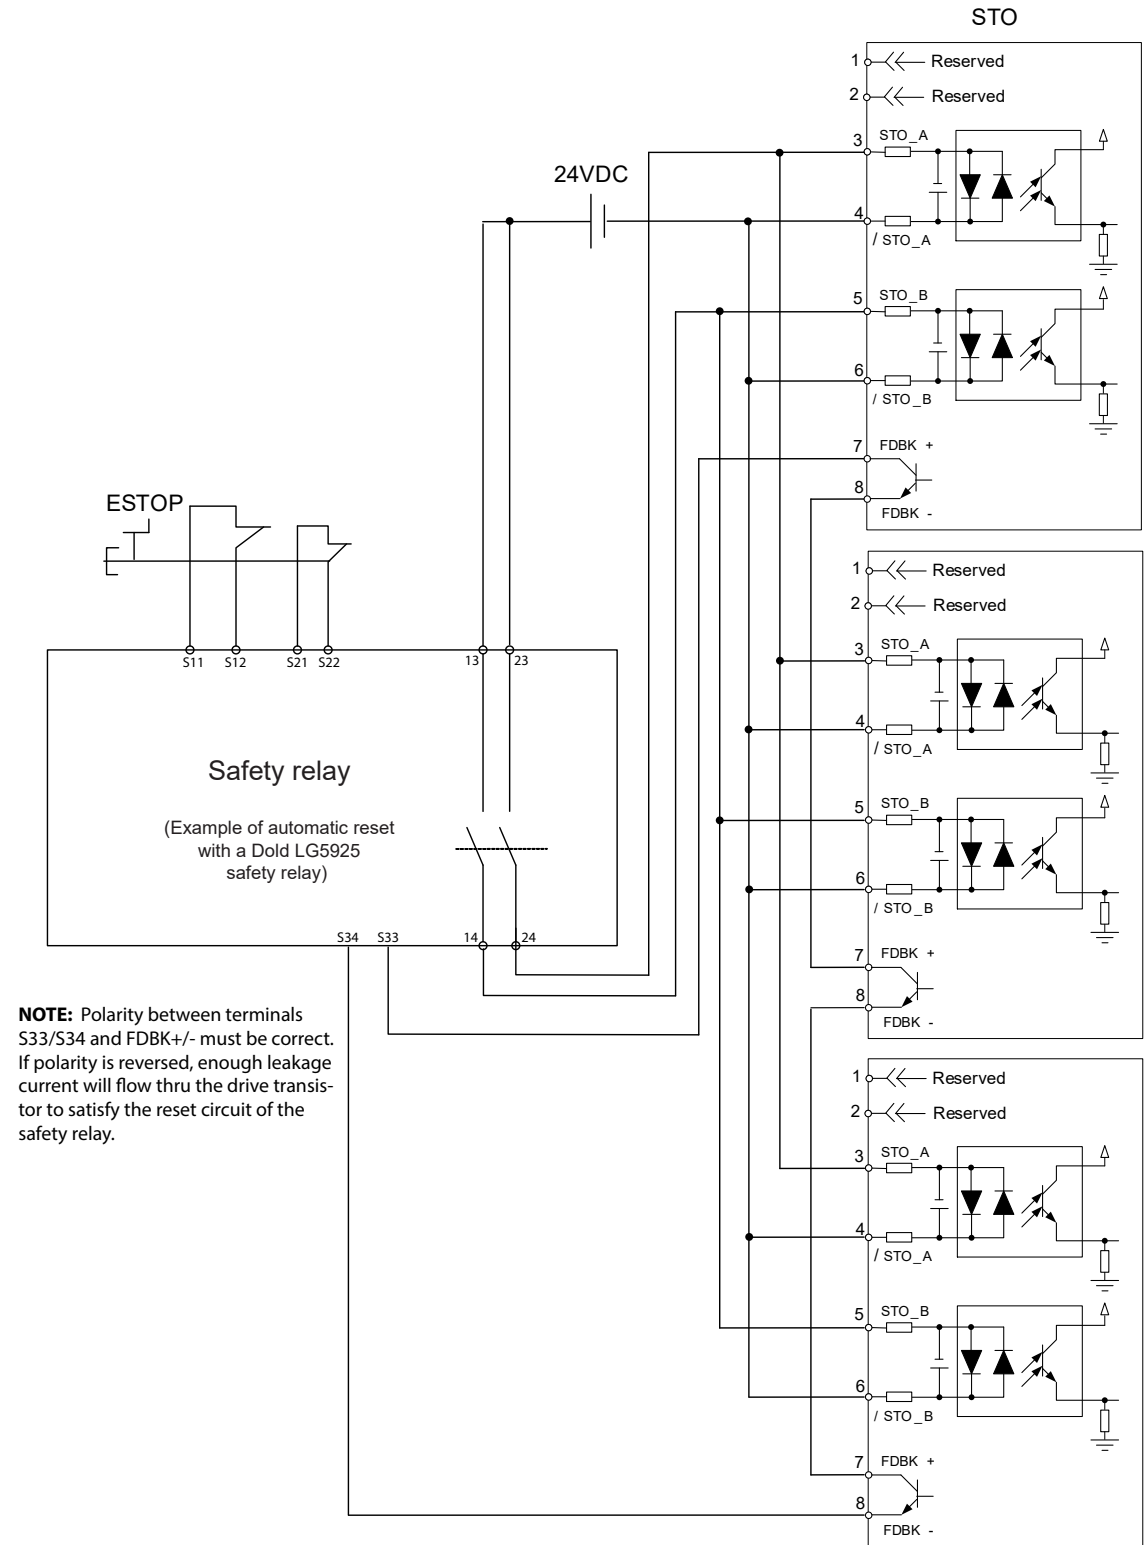 STO
1 Reserved
2 Reserved
3 STO_A
24VDC
4
/ STO_A
5 STO_B
6
/ STO_B
7 FDBK +
8
FDBK -
ESTOP
S11 S12 S21 S22 13 23
Safety relay
(Example of automatic reset
with a Dold LG5925
safety relay)
S34 S33 14 24
NOTE: Polarity between terminals
S33/S34 and FDBK+/- must be correct.
If polarity is reversed, enough leakage
current will flow thru the drive transis-
tor to satisfy the reset circuit of the
safety relay.
1 Reserved
2 Reserved
3 STO_A
4
/ STO_A
5 STO_B
6
/ STO_B
7 FDBK +
8
FDBK -
1 Reserved
2 Reserved
3 STO_A
4
/ STO_A
5 STO_B
6
/ STO_B
7 FDBK +
8
FDBK -